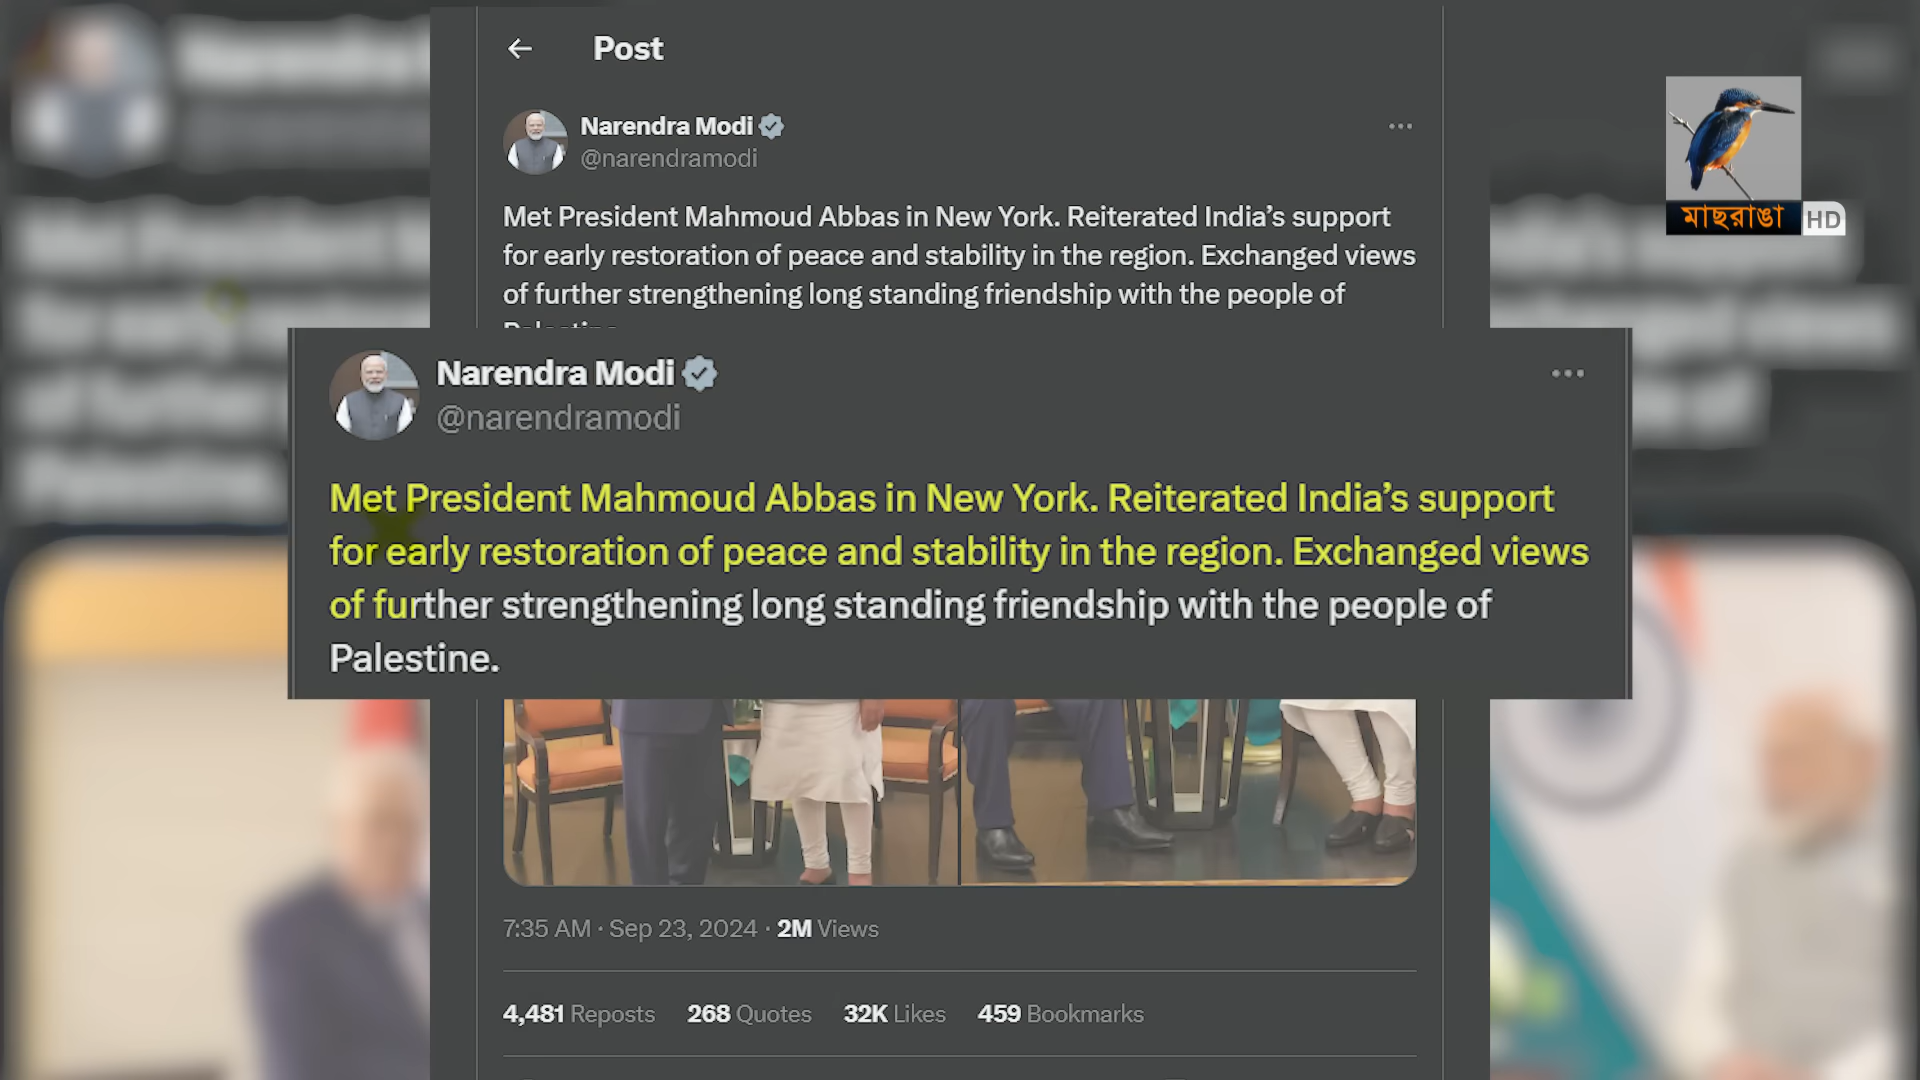 Post
Narendra Modi
@narendramodi
Met President Mahmoud Abbas in New York. Reiterated India’s support
for early restoration of peace and stability in the region. Exchanged views
of further strengthening long standing friendship with the people of
মাছরাঙা HD
Narendra Modi
@narendramodi
Met President Mahmoud Abbas in New York. Reiterated India’s support
for early restoration of peace and stability in the region. Exchanged views
of further strengthening long standing friendship with the people of
Palestine.
7:35 AM · Sep 23, 2024 · 2M Views
4,481 Reposts 268 Quotes 32K Likes 459 Bookmarks